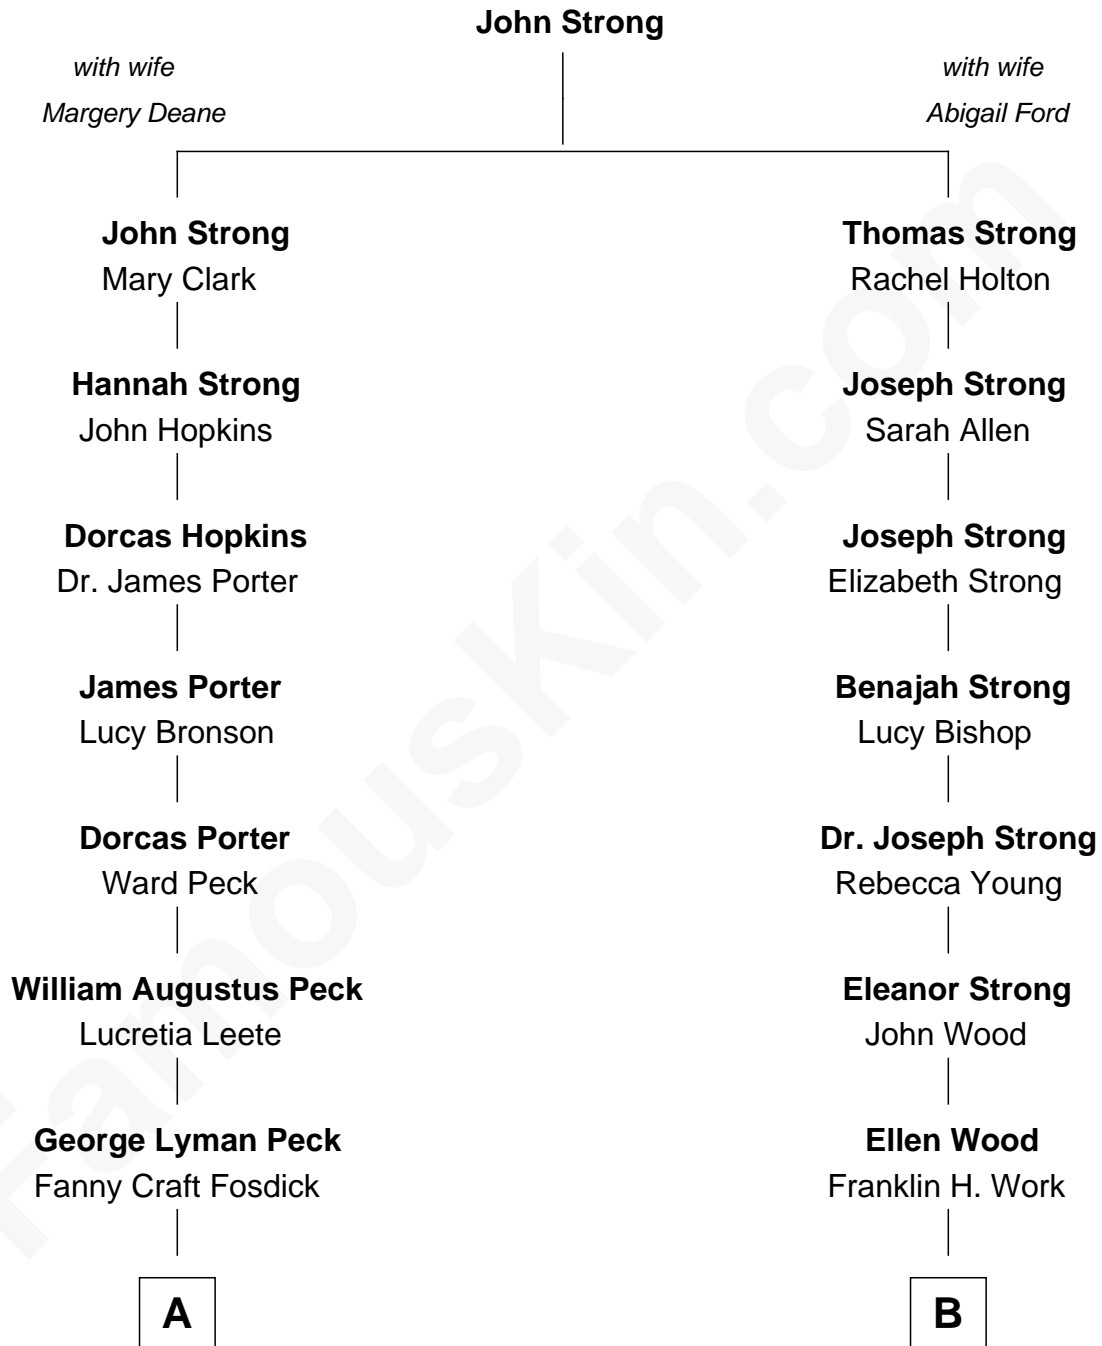 John Strong
with wife
Margery Deane
with wife
Abigail Ford
John Strong
Mary Clark
Thomas Strong
Rachel Holton
Hannah Strong
John Hopkins
Joseph Strong
Sarah Allen
Dorcas Hopkins
Dr. James Porter
Joseph Strong
Elizabeth Strong
James Porter
Lucy Bronson
Benajah Strong
Lucy Bishop
Dorcas Porter
Ward Peck
Dr. Joseph Strong
Rebecca Young
William Augustus Peck
Lucretia Leete
Eleanor Strong
John Wood
George Lyman Peck
Fanny Craft Fosdick
Ellen Wood
Franklin H. Work
A
B
FamousKin.com